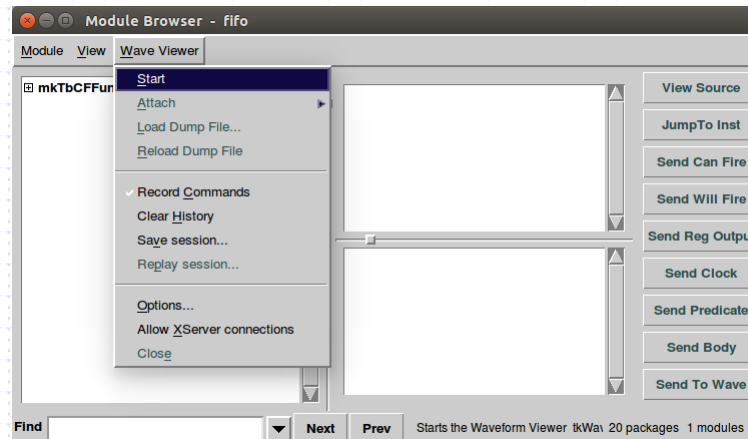 Module Browser - fifo
Module View Wave Viewer
mkTbCFFun
Start
Attach
Load Dump File...
Reload Dump File
Record Commands
Clear History
Save session...
Replay session...
Options...
Allow XServer connections
Close
View Source
JumpTo Inst
Send Can Fire
Send Will Fire
Send Reg Outpu
Send Clock
Send Predicate
Send Body
Send To Wave
Find Next Prev Starts the Waveform Viewer tkWav 20 packages 1 modules